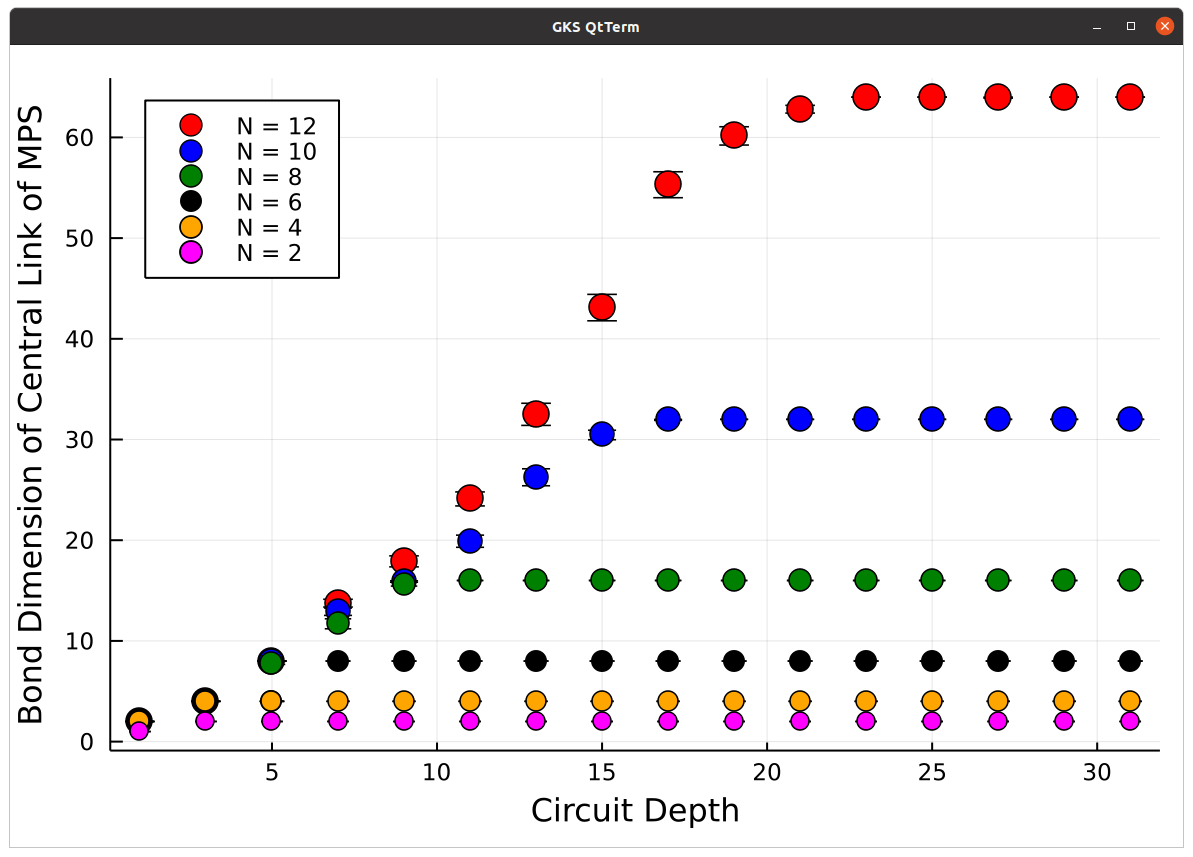 GKS QtTerm
Bond Dimension of Central Link of MPS
60
50
40
30
20
10
0
N = 12
N = 10
N = 8
N = 6
N = 4
N = 2
5 10 15 20 25 30
Circuit Depth